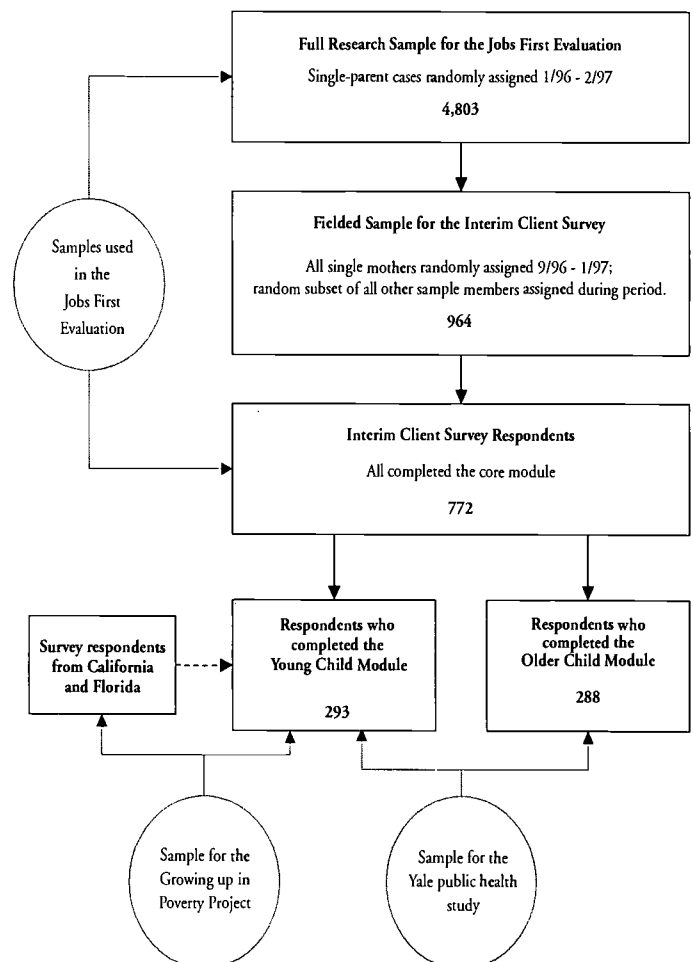 Full Research Sample for the Jobs First Evaluation
Single-parent cases randomly assigned 1/96 - 2/97
4,803
Samples used
in the
Jobs First
Evaluation
Fielded Sample for the Interim Client Survey
All single mothers randomly assigned 9/96 - 1/97;
random subset of all other sample members assigned during period.
964
Interim Client Survey Respondents
All completed the core module
772
Survey respondents
from California
and Florida
Respondents who
completed the
Young Child Module
293
Respondents who
completed the
Older Child Module
288
Sample for the
Growing up in
Poverty Project
Sample for the
Yale public health
study